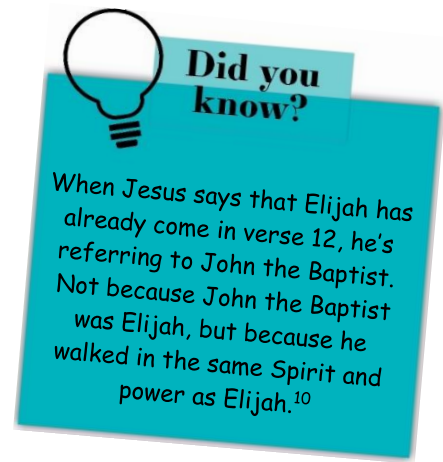 Did you
know?
When Jesus says that Elijah has
already come in verse 12, he's
referring to John the Baptist.
Not because John the Baptist
was Elijah, but because he
walked in the same Spirit and
power as Elijah.¹⁰